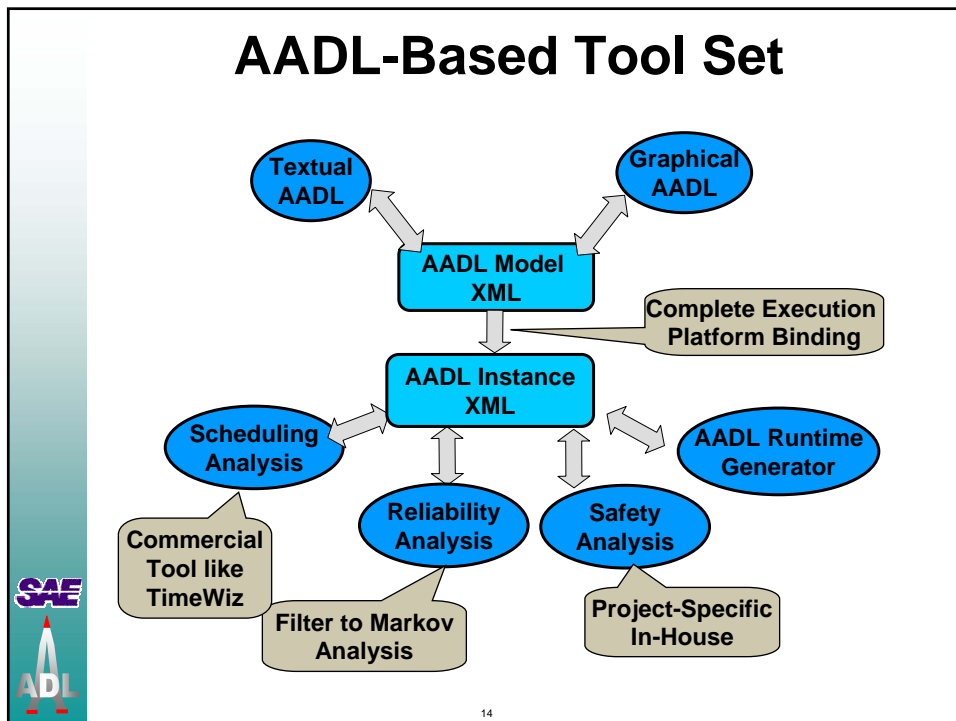 AADL-Based Tool Set
Textual
AADL
Graphical
AADL
AADL Model
XML
Complete Execution
Platform Binding
AADL Instance
XML
Scheduling
Analysis
AADL Runtime
Generator
Reliability
Analysis
Safety
Analysis
Commercial
Tool like
TimeWiz
Filter to Markov
Analysis
Project-Specific
In-House
SAE
ADL
14